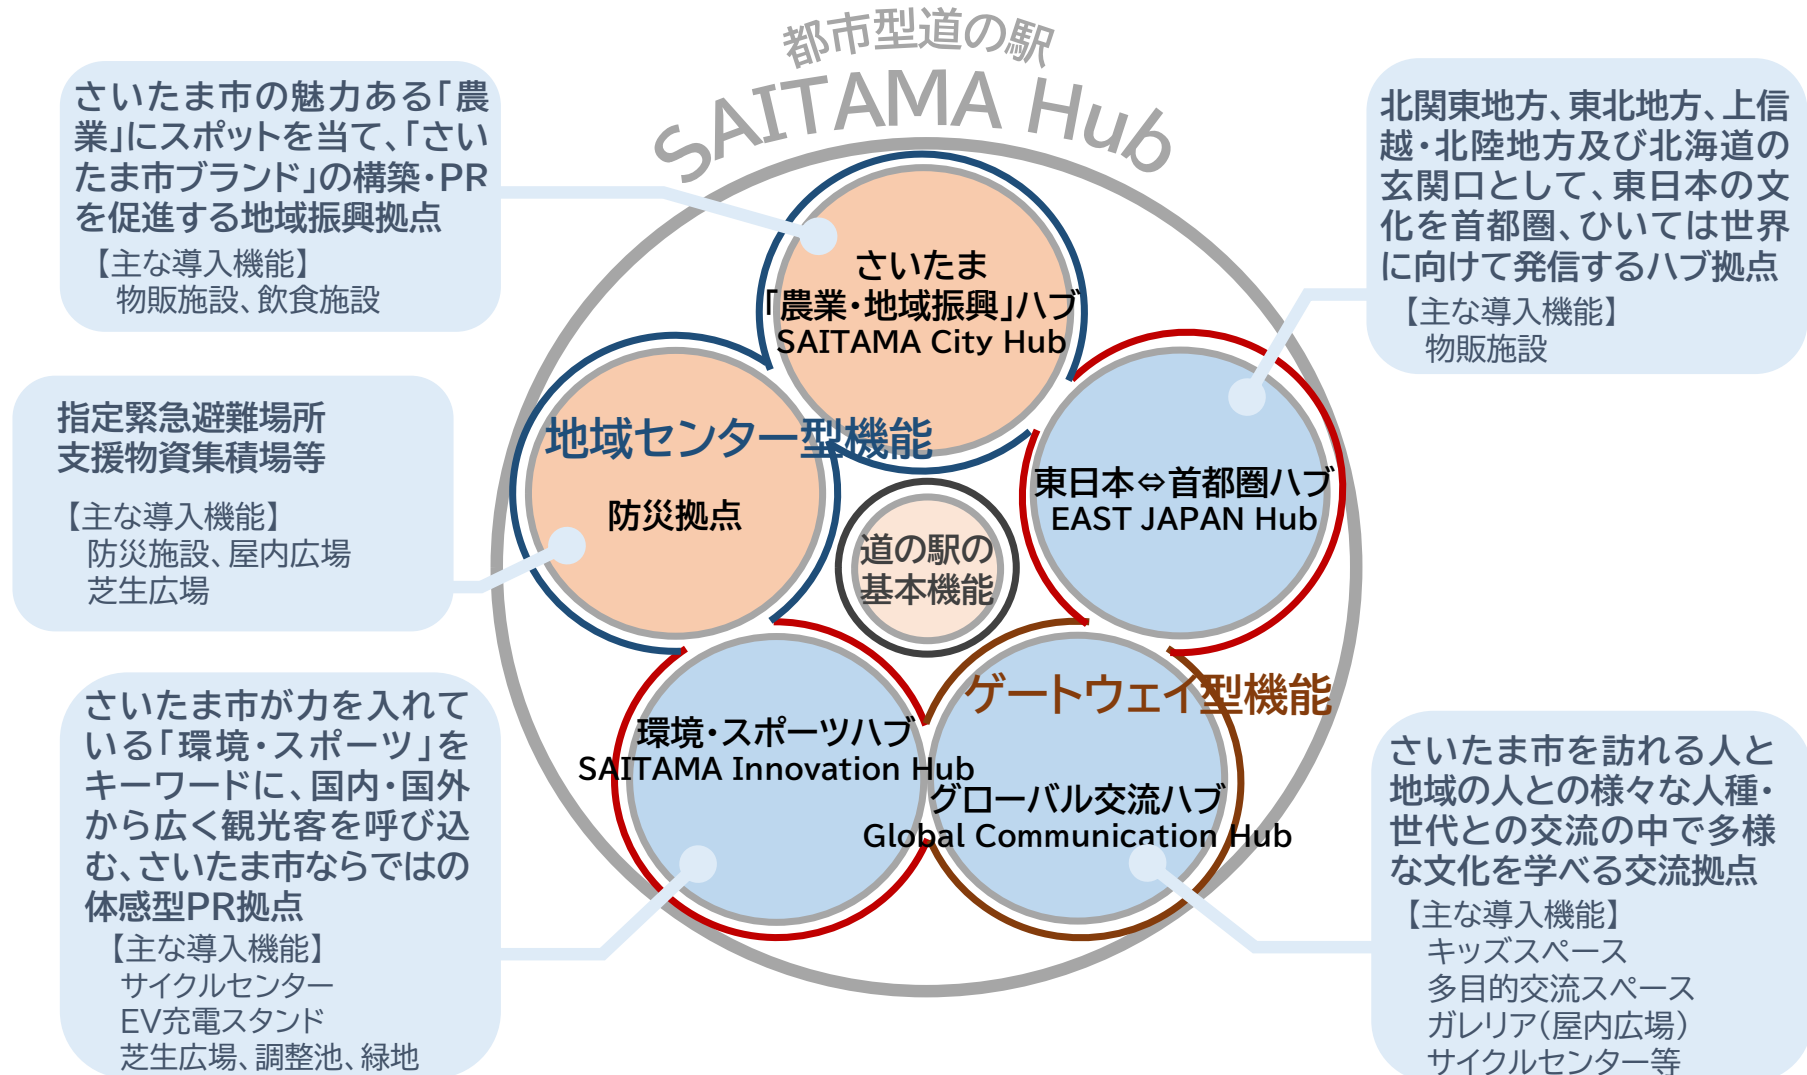 都市型道の駅
SAITAMA Hub
さいたま市の魅力ある「農
業」にスポットを当て、「さい
たま市ブランド」の構築・PR
を促進する地域振興拠点
【主な導入機能】
物販施設、飲食施設
北関東地方、東北地方、上信
越・北陸地方及び北海道の
玄関口として、東日本の文
化を首都圏、ひいては世界
に向けて発信するハブ拠点
【主な導入機能】
物販施設
さいたま
「農業・地域振興」ハブ
SAITAMA City Hub
指定緊急避難場所
支援物資集積場等
【主な導入機能】
防災施設、屋内広場
芝生広場
地域センター型機能
防災拠点
東日本⇔首都圏ハブ
EAST JAPAN Hub
道の駅の
基本機能
ゲートウェイ型機能
環境・スポーツハブ
SAITAMA Innovation Hub
グローバル交流ハブ
Global Communication Hub
さいたま市が力を入れて
いる「環境・スポーツ」を
キーワードに、国内・国外
から広く観光客を呼び込
む、さいたま市ならではの
体感型PR拠点
【主な導入機能】
サイクルセンター
EV充電スタンド
芝生広場、調整池、緑地
さいたま市を訪れる人と
地域の人との様々な人種・
世代との交流の中で多様
な文化を学べる交流拠点
【主な導入機能】
キッズスペース
多目的交流スペース
ガレリア(屋内広場)
サイクルセンター等